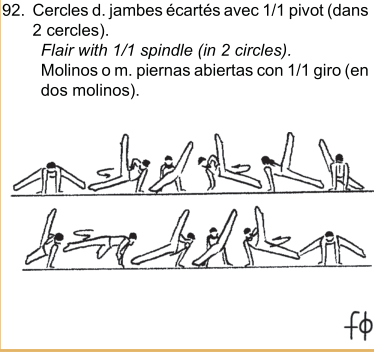 92. Cercles d. jambes écartés avec 1/1 pivot (dans
2 cercles).
Flair with 1/1 spindle (in 2 circles).
Molinos o m. piernas abiertas con 1/1 giro (en
dos molinos).